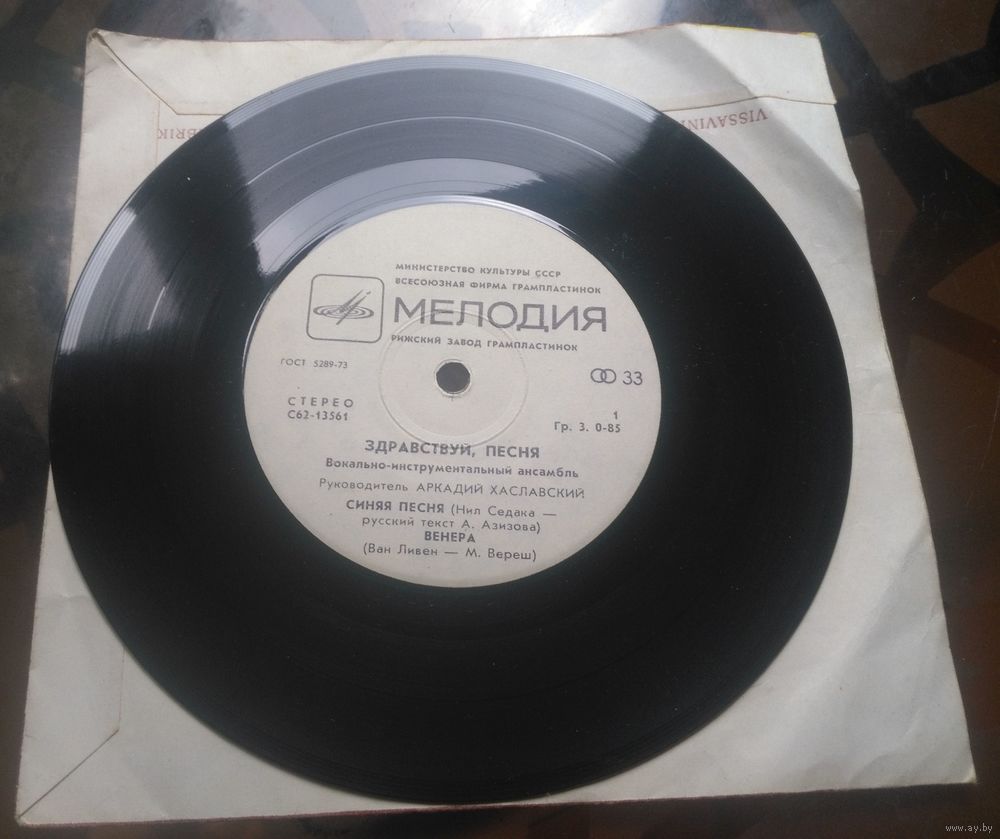 VISSAVIN
BRIK
МИНИСТЕРСТВО КУЛЬТУРЫ СССР
ВСЕСОЮЗНАЯ ФИРМА ГРАМПЛАСТИНОК
МЕЛОДИЯ
РИЖСКИЙ ЗАВОД ГРАМПЛАСТИНОК
ГОСТ 5289-73
33
СТЕРЕО
С62-13561
1
Гр. 3. 0-85
ЗДРАВСТВУЙ, ПЕСНЯ
Вокально-инструментальный ансамбль
Руководитель АРКАДИЙ ХАСЛАВСКИЙ
СИНЯЯ ПЕСНЯ (Нил Седака —
русский текст А. Азизова)
ВЕНЕРА
(Ван Ливен — М. Вереш)
www.ay.by